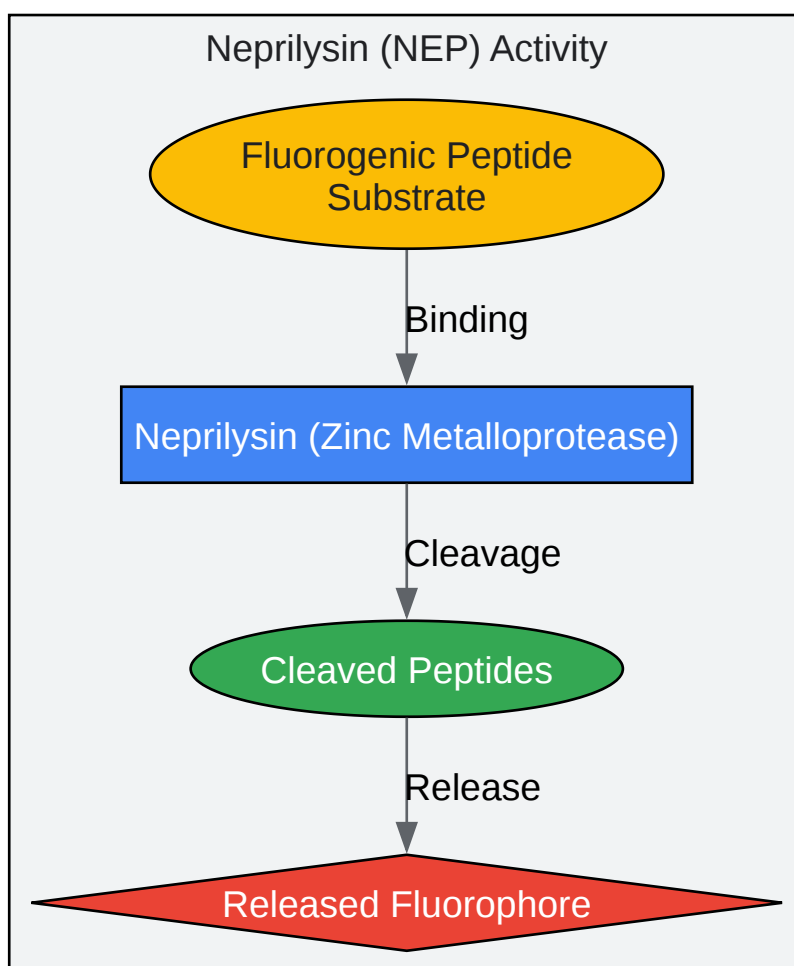 Neprilysin (NEP) Activity
Fluorogenic Peptide
Substrate
Binding
Neprilysin (Zinc Metalloprotease)
Cleavage
Cleaved Peptides
Release
Released Fluorophore